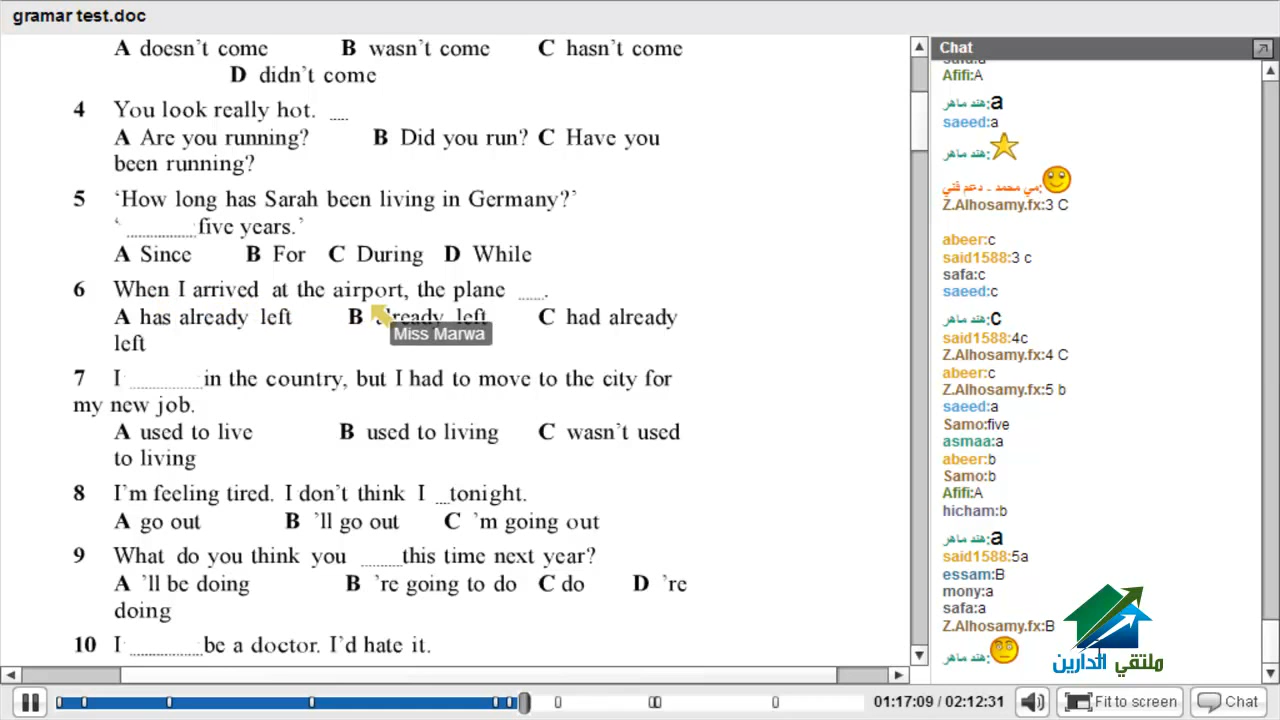 gramar test.doc
A doesn't come B wasn't come C hasn't come
D didn't come
4 You look really hot. .....
A Are you running? B Did you run? C Have you
been running?
5 ‘How long has Sarah been living in Germany?’
‘ .............. five years.’
A Since B For C During D While
6 When I arrived at the airport, the plane ...... .
A has already left B already left C had already
left
Miss Marwa
7 I .............. in the country, but I had to move to the city for
my new job.
A used to live B used to living C wasn't used
to living
8 I'm feeling tired. I don't think I ...tonight.
A go out B 'll go out C 'm going out
9 What do you think you ........this time next year?
A 'll be doing B 're going to do C do D 're
doing
10 I ..............be a doctor. I'd hate it.
Chat
Afifi:A
هند ماهر:a
saeed:a
هند ماهر:
مي محمد - دعم فني:
Z.Alhosamy.fx:3 C
abeer:c
said1588:3 c
safa:c
saeed:c
هند ماهر:c
said1588:4c
Z.Alhosamy.fx:4 C
abeer:c
Z.Alhosamy.fx:5 b
saeed:a
Samo:five
asmaa:a
abeer:b
Samo:b
Afifi:A
hicham:b
هند ماهر:a
said1588:5a
essam:B
mony:a
safa:a
Z.Alhosamy.fx:B
هند ماهر:
ملتقي الدارين
01:17:09 / 02:12:31
Fit to screen
Chat